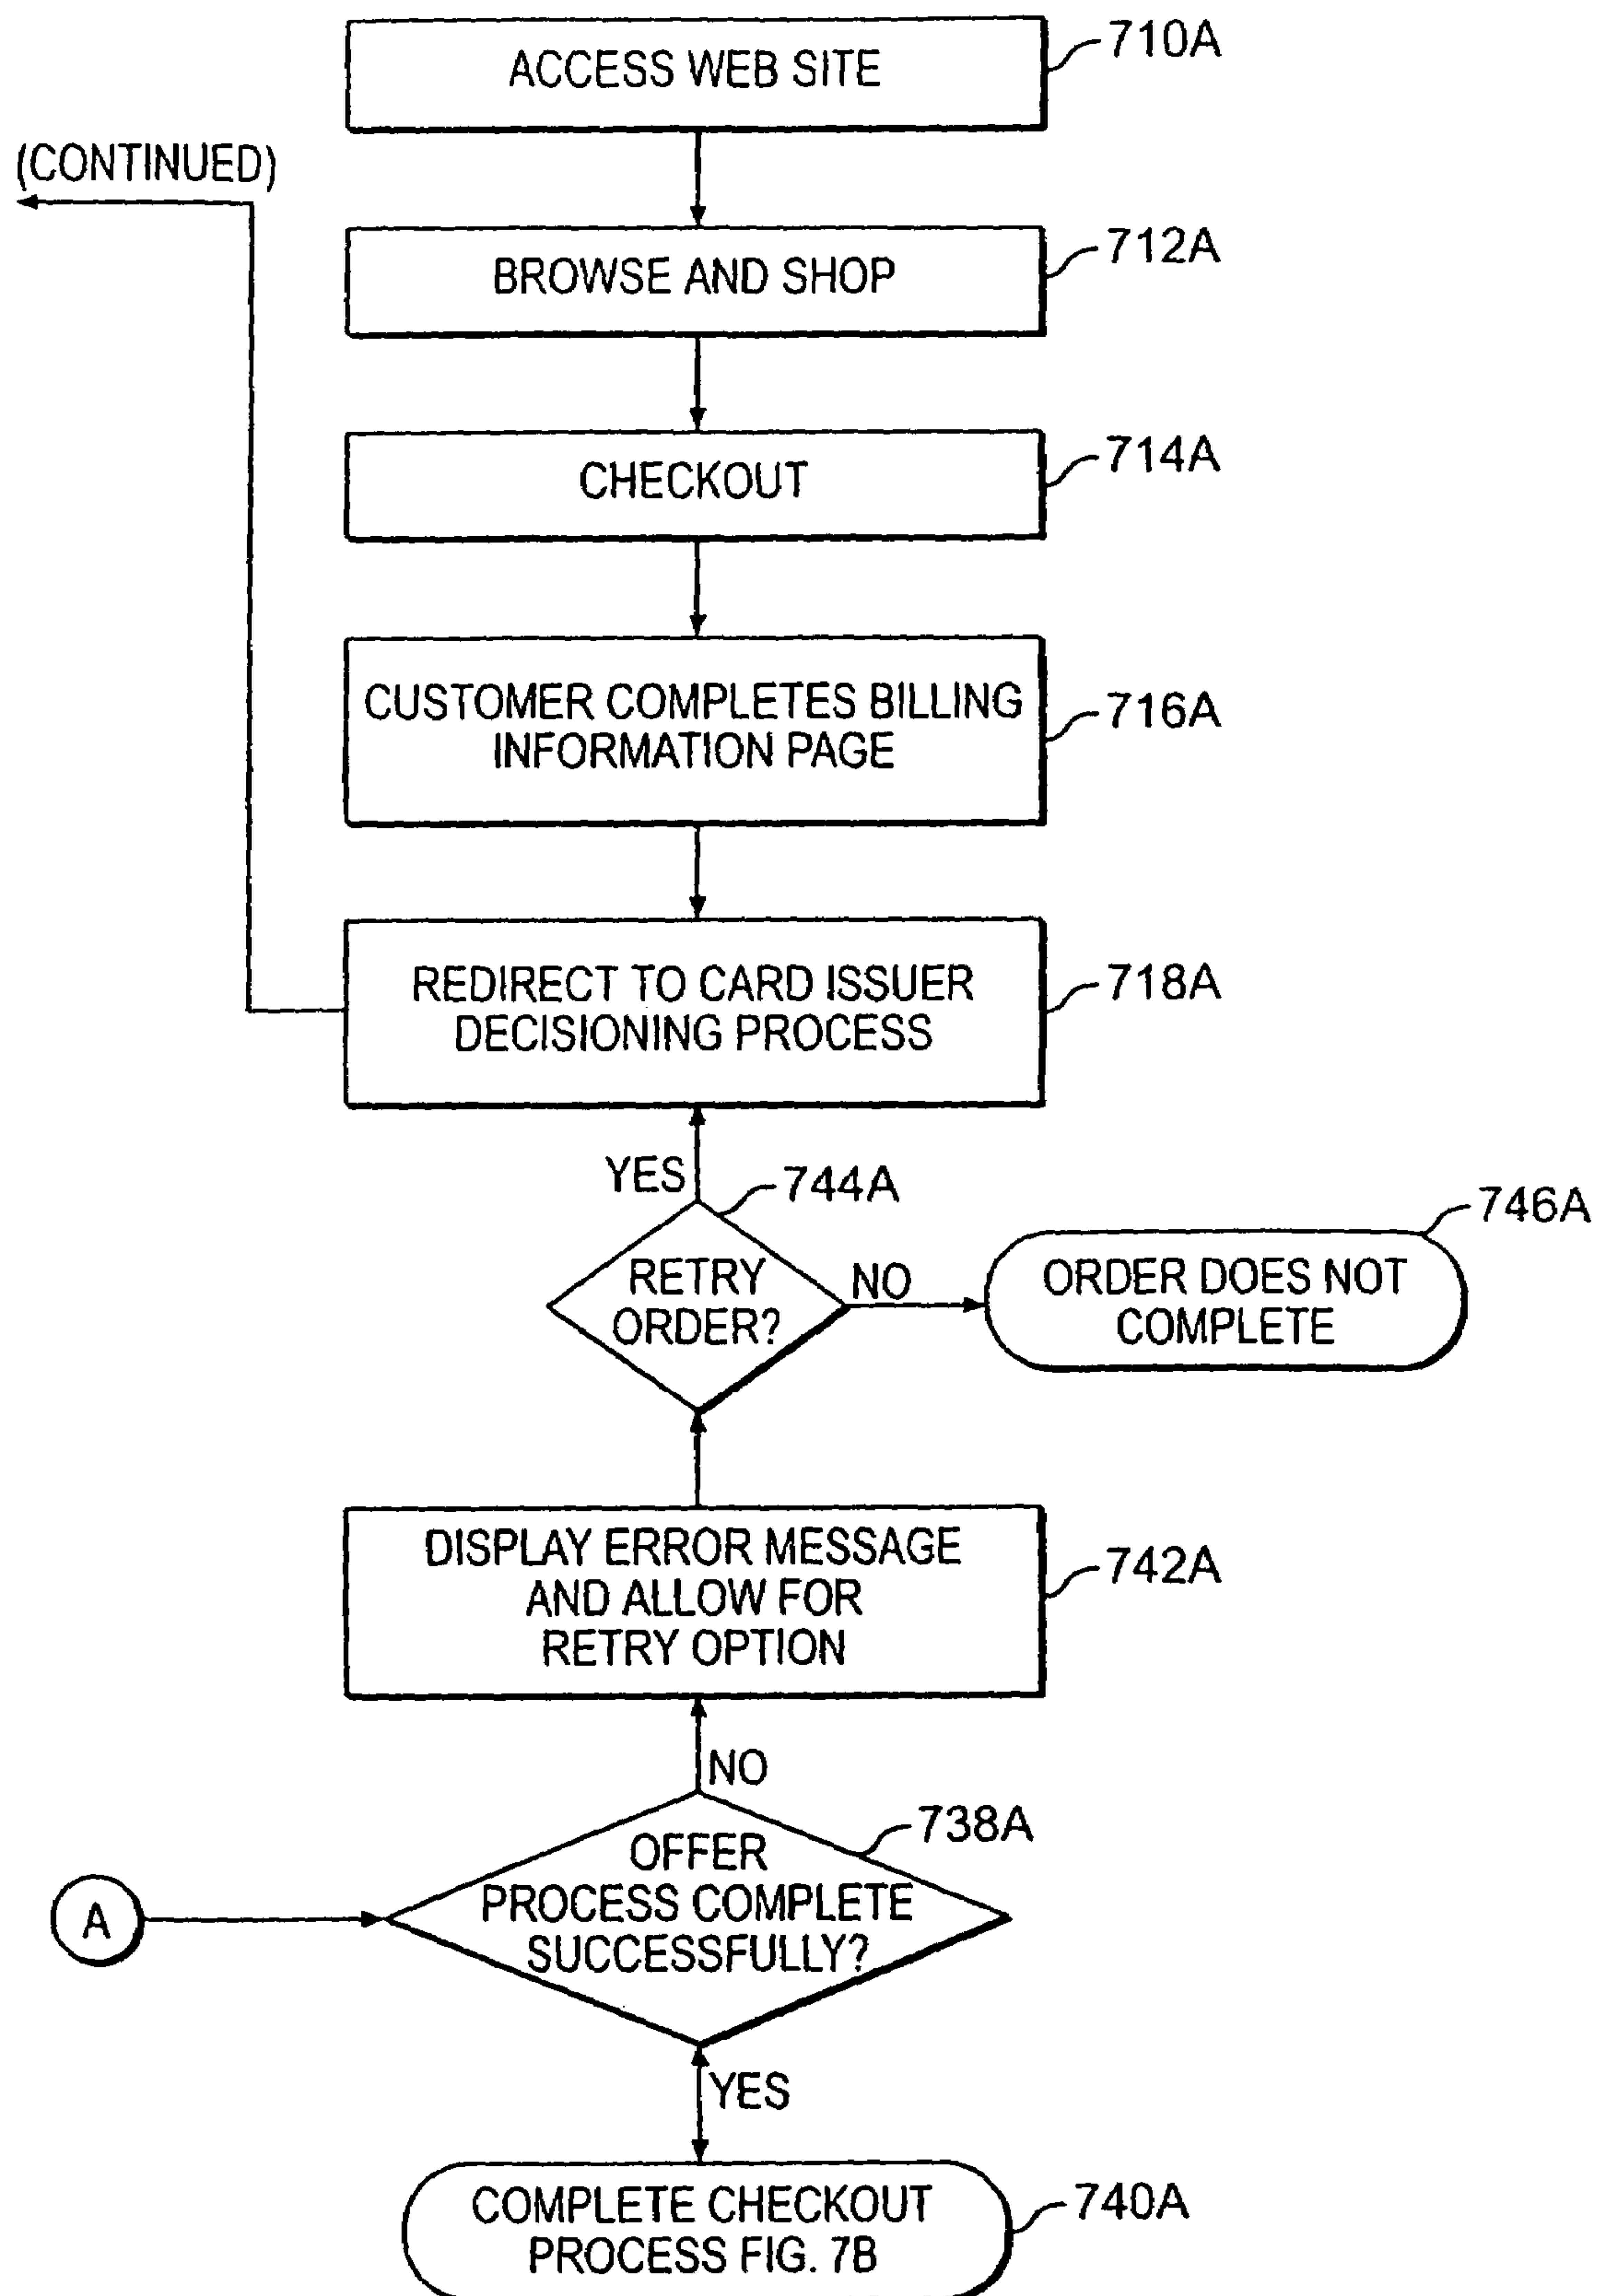 ACCESS WEB SITE
710A
(CONTINUED)
BROWSE AND SHOP
712A
CHECKOUT
714A
CUSTOMER COMPLETES BILLING
INFORMATION PAGE
716A
REDIRECT TO CARD ISSUER
DECISIONING PROCESS
718A
YES
744A
RETRY
ORDER?
NO
746A
ORDER DOES NOT
COMPLETE
DISPLAY ERROR MESSAGE
AND ALLOW FOR
RETRY OPTION
742A
NO
738A
OFFER
PROCESS COMPLETE
SUCCESSFULLY?
A
YES
COMPLETE CHECKOUT
PROCESS FIG. 7B
740A